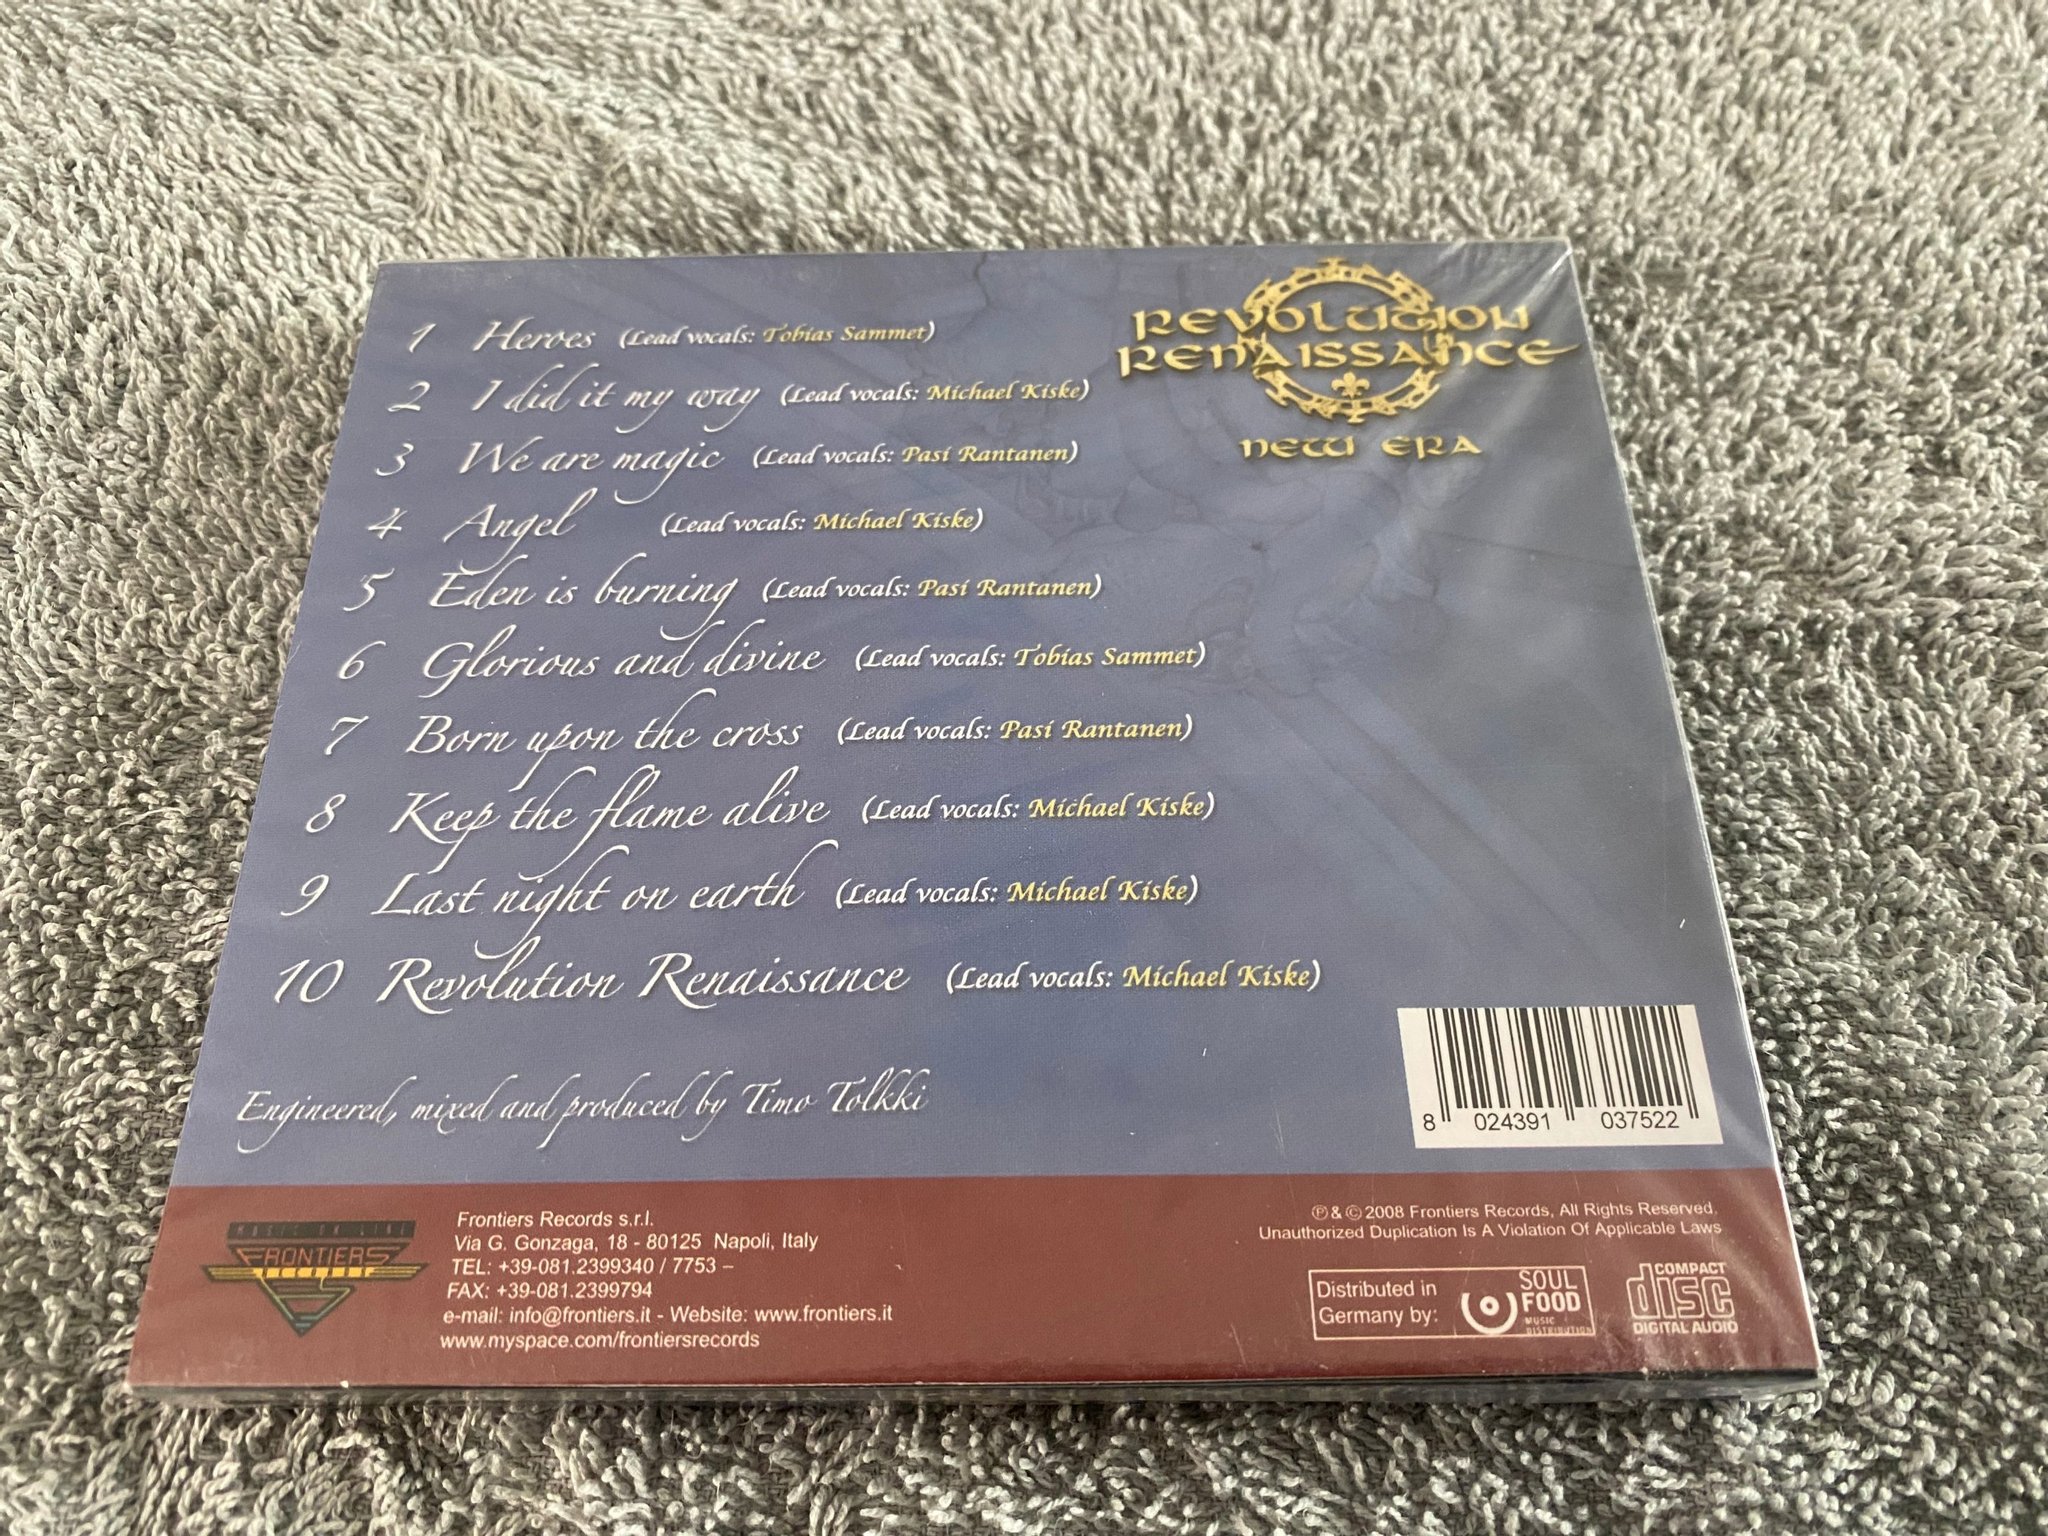 REVOLUTION
RENAISSANCE
NEW ERA
1 Heroes (Lead vocals: Tobias Sammet)
2 I did it my way (Lead vocals: Michael Kiske)
3 We are magic (Lead vocals: Pasi Rantanen)
4 Angel (Lead vocals: Michael Kiske)
5 Eden is burning (Lead vocals: Pasi Rantanen)
6 Glorious and divine (Lead vocals: Tobias Sammet)
7 Born upon the cross (Lead vocals: Pasi Rantanen)
8 Keep the flame alive (Lead vocals: Michael Kiske)
9 Last night on earth (Lead vocals: Michael Kiske)
10 Revolution Renaissance (Lead vocals: Michael Kiske)
Engineered, mixed and produced by Timo Tolkki
8 024391 037522
MUSIC ON LINE
FRONTIERS
RECORDS
Frontiers Records s.r.l.
Via G. Gonzaga, 18 - 80125 Napoli, Italy
TEL: +39-081.2399340 / 7753 –
FAX: +39-081.2399794
e-mail: info@frontiers.it - Website: www.frontiers.it
www.myspace.com/frontiersrecords
℗ & © 2008 Frontiers Records, All Rights Reserved.
Unauthorized Duplication Is A Violation Of Applicable Laws
Distributed in
Germany by:
SOUL
FOOD
MUSIC
DISTRIBUTION
COMPACT
disc
DIGITAL AUDIO